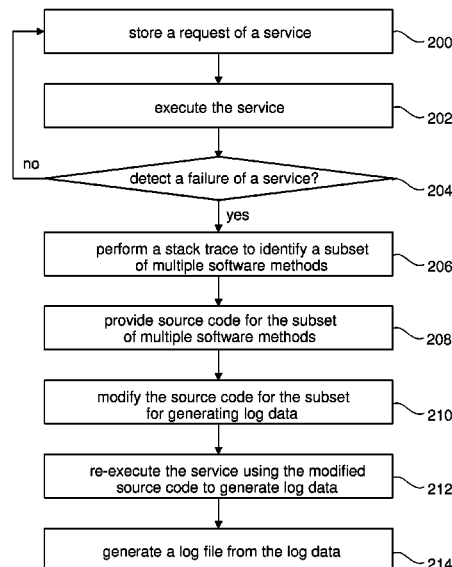 store a request of a service
200
execute the service
202
no
detect a failure of a service?
204
yes
perform a stack trace to identify a subset
of multiple software methods
206
provide source code for the subset
of multiple software methods
208
modify the source code for the subset
for generating log data
210
re-execute the service using the modified
source code to generate log data
212
generate a log file from the log data
214